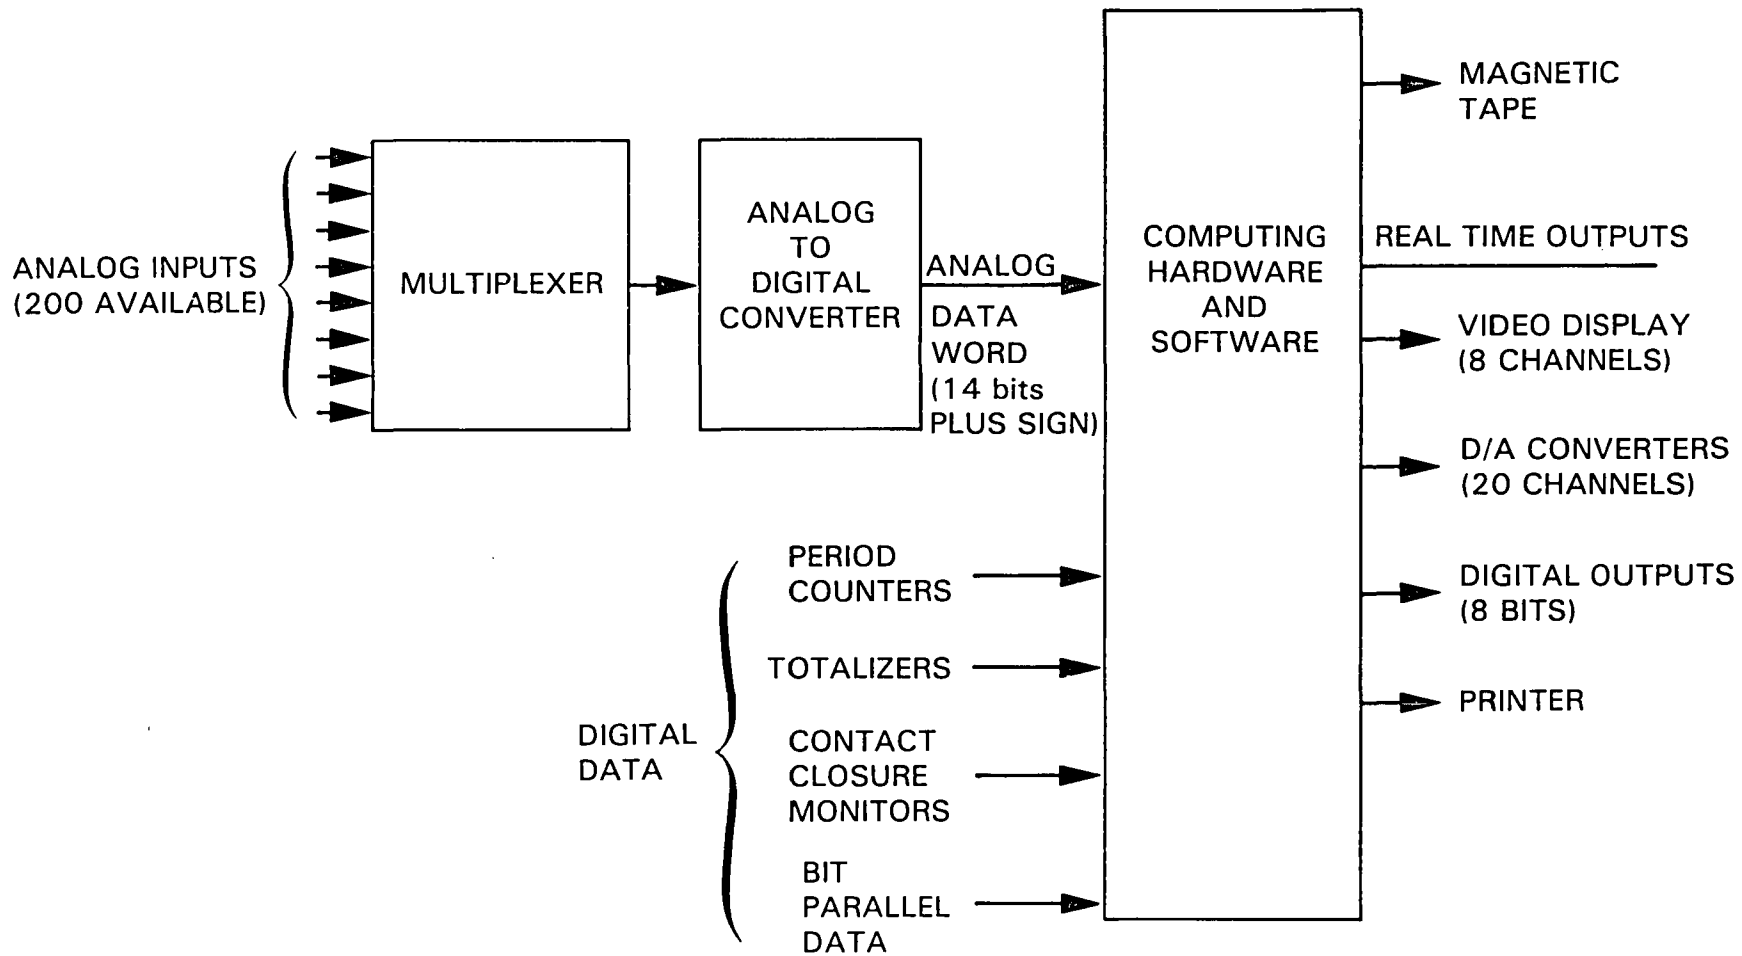 ANALOG INPUTS
(200 AVAILABLE)
MULTIPLEXER
ANALOG
TO
DIGITAL
CONVERTER
ANALOG
DATA
WORD
(14 bits
PLUS SIGN)
COMPUTING
HARDWARE
AND
SOFTWARE
MAGNETIC
TAPE
REAL TIME OUTPUTS
VIDEO DISPLAY
(8 CHANNELS)
D/A CONVERTERS
(20 CHANNELS)
DIGITAL OUTPUTS
(8 BITS)
PRINTER
DIGITAL
DATA
PERIOD
COUNTERS
TOTALIZERS
CONTACT
CLOSURE
MONITORS
BIT
PARALLEL
DATA